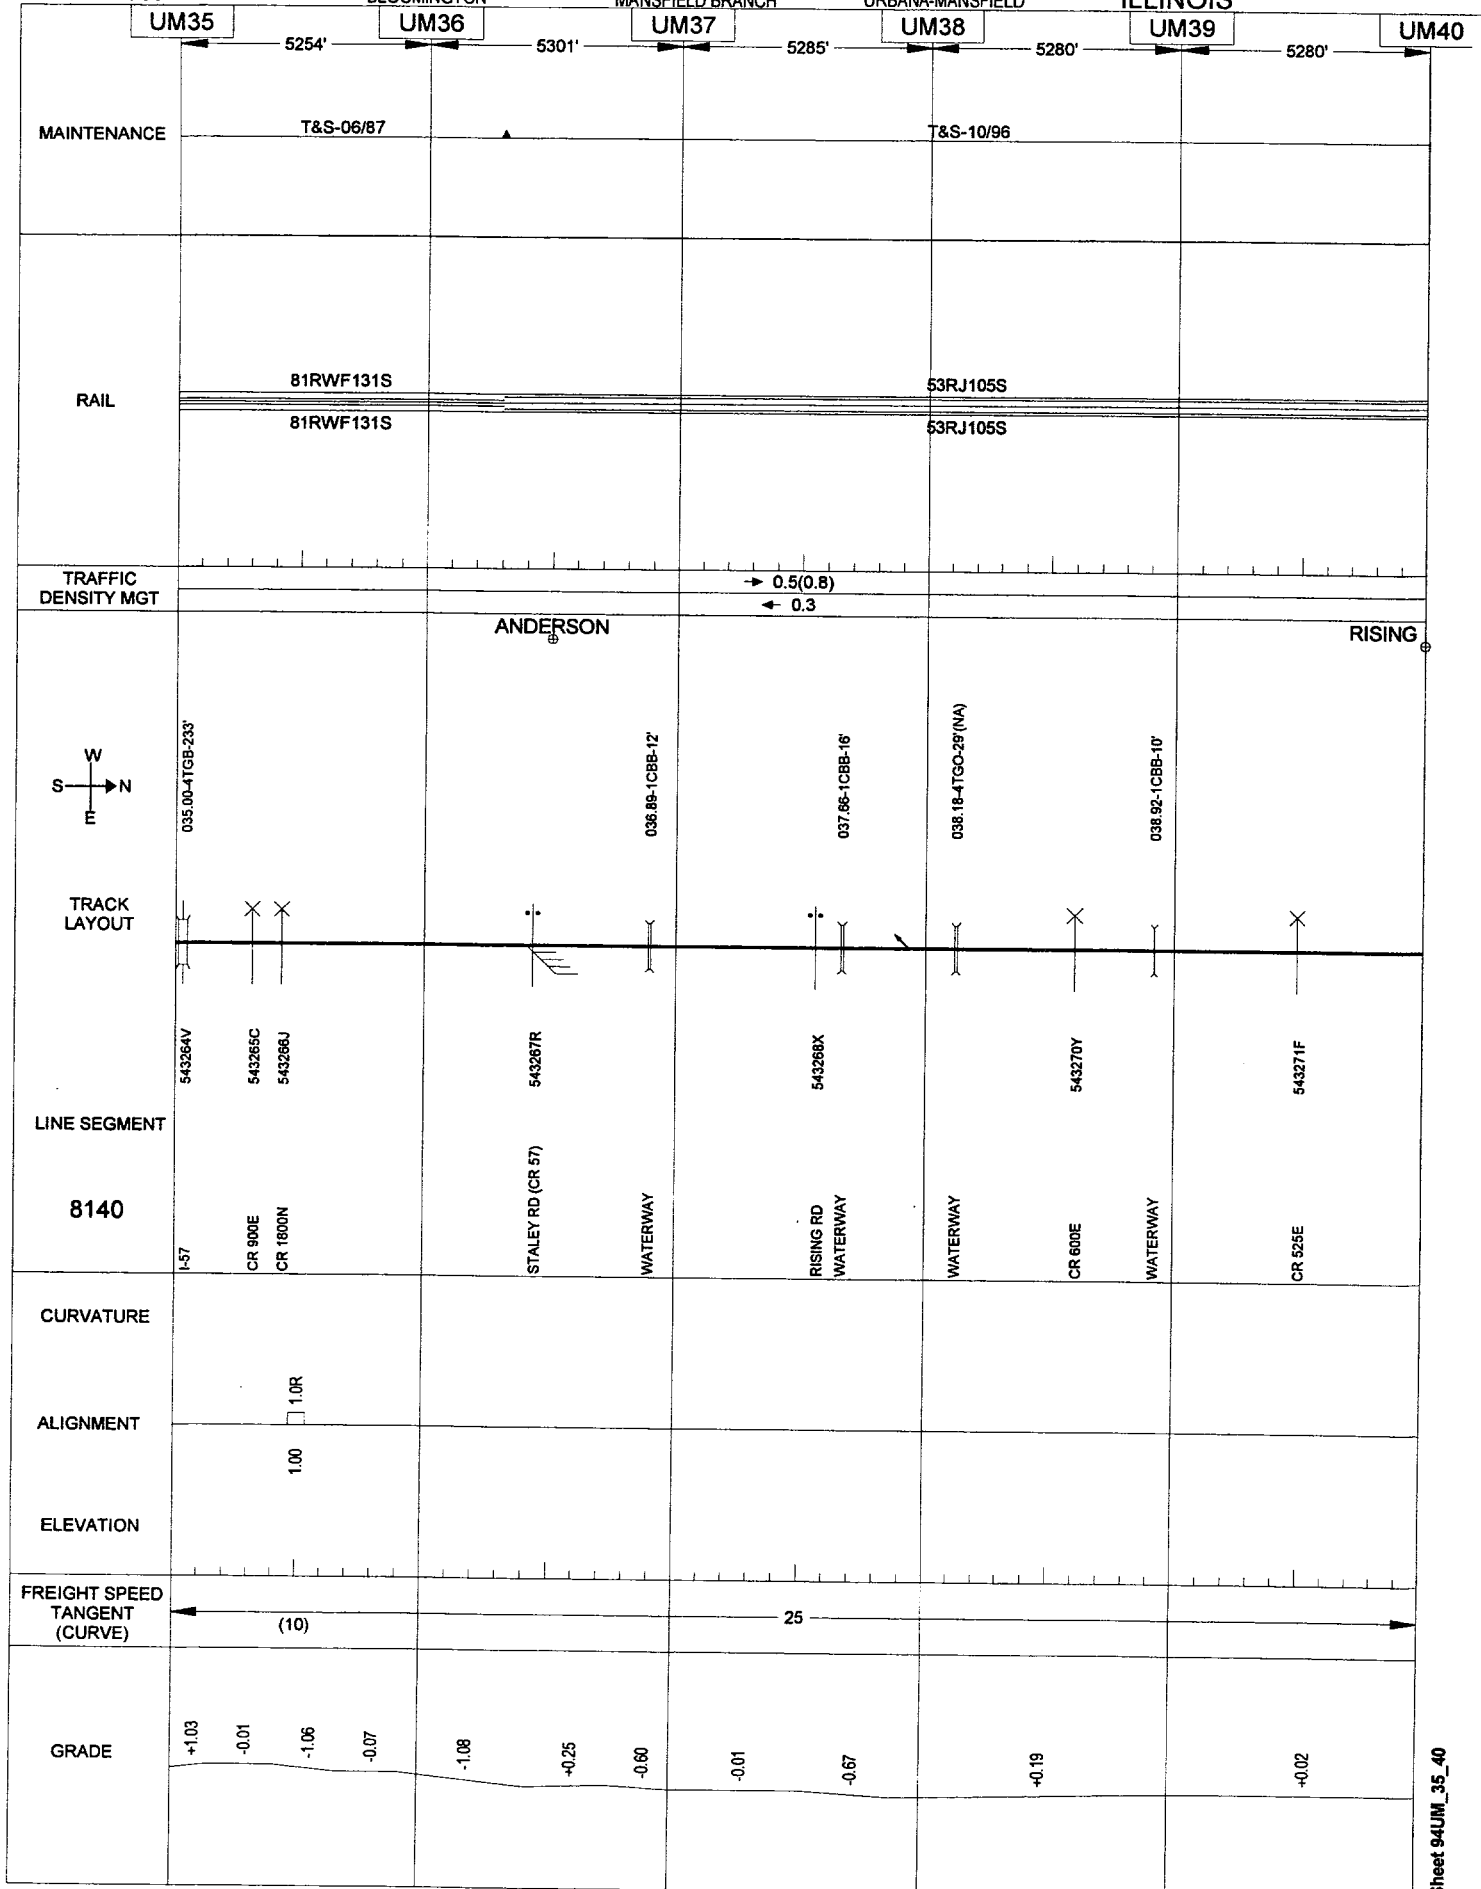 BLOOMINGTON MANSFIELD BRANCH URBANA-MANSFIELD ILLINOIS
UM35 UM36 UM37 UM38 UM39 UM40
5254' 5301' 5285' 5280' 5280'
MAINTENANCE T&S-06/87 T&S-10/96
81RWF131S 53RJ105S
RAIL
81RWF131S 53RJ105S
TRAFFIC
DENSITY MGT
0.5(0.8)
0.3
ANDERSON RISING
W
S N
E
035.00-4TGB-233'
036.89-1CBB-12'
037.66-1CBB-16'
038.18-4TGO-29'(NA)
038.92-1CBB-10'
TRACK
LAYOUT
543264V
543265C
543266J
543267R
543268X
543270Y
543271F
LINE SEGMENT
8140
I-57
CR 900E
CR 1800N
STALEY RD (CR 57)
WATERWAY
RISING RD
WATERWAY
WATERWAY
CR 600E
WATERWAY
CR 525E
CURVATURE
1.0R
ALIGNMENT
1.00
ELEVATION
FREIGHT SPEED
TANGENT
(CURVE)
(10) 25
GRADE
+1.03
-0.01
-1.06
-0.07
-1.08
+0.25
-0.60
-0.01
-0.67
+0.19
+0.02
Sheet 94UM_35_40